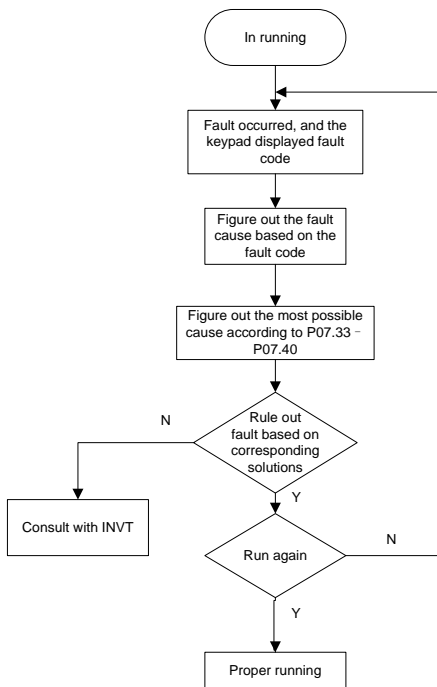 In running
Fault occurred, and the
keypad displayed fault
code
Figure out the fault
cause based on the
fault code
Figure out the most possible
cause according to P07.33–
P07.40
N
Rule out
fault based on
corresponding
solutions
Y
Consult with INVT
Run again
N
Y
Proper running